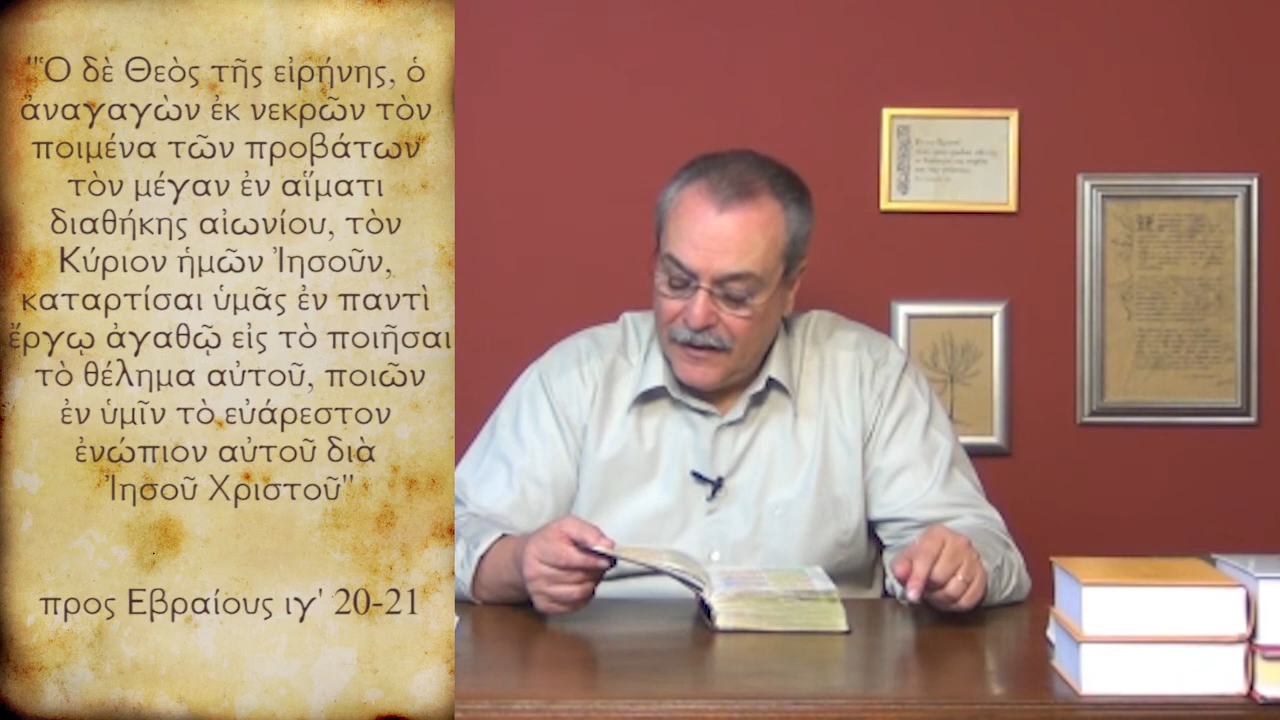 "Ὁ δὲ Θεὸς τῆς εἰρήνης, ὁ
ἀναγαγὼν ἐκ νεκρῶν τὸν
ποιμένα τῶν προβάτων
τὸν μέγαν ἐν αἵματι
διαθήκης αἰωνίου, τὸν
Κύριον ἡμῶν Ἰησοῦν,
καταρτίσαι ὑμᾶς ἐν παντὶ
ἔργῳ ἀγαθῷ εἰς τὸ ποιῆσαι
τὸ θέλημα αὐτοῦ, ποιῶν
ἐν ὑμῖν τὸ εὐάρεστον
ἐνώπιον αὐτοῦ διὰ
Ἰησοῦ Χριστοῦ"
προς Εβραίους ιγ' 20-21